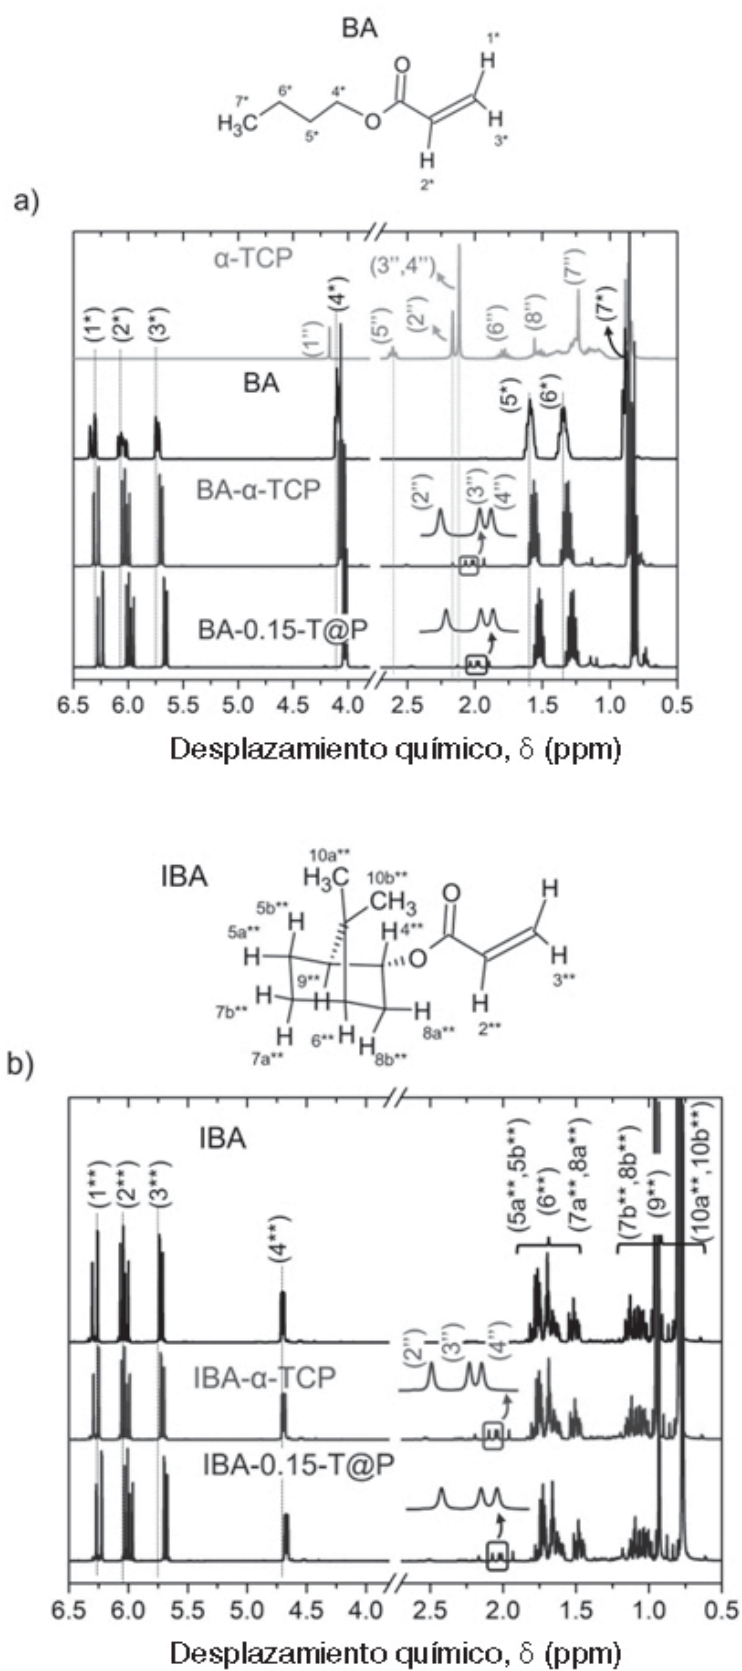 BA
O
H
1*
7*
6*
4*
H₃C
5*
O
H
3*
H
2*
a)
α-TCP
(1*)
(2*)
(3*)
(1'')
(4*)
(5'')
(2'')
(3'',4'')
(6'')
(8'')
(7'')
(7*)
BA
(5*)
(6*)
BA-α-TCP
(2'')
(3'')
(4'')
BA-0.15-T@P
6.5 6.0 5.5 5.0 4.5 4.0 2.5 2.0 1.5 1.0 0.5
Desplazamiento químico, δ (ppm)
IBA
10a**
H₃C
10b**
CH₃
5b**
H
5a**
H
H
4**
O
O
H
H
3**
H
2**
9**
H
H
7b**
H
7a**
6**
H
H
8b**
H
8a**
b)
IBA
(1**)
(2**)
(3**)
(4**)
(5a**,5b**)
(6**)
(7a**,8a**)
(7b**,8b**)
(9**)
(10a**,10b**)
IBA-α-TCP
(2'')
(3'')
(4'')
IBA-0.15-T@P
6.5 6.0 5.5 5.0 4.5 4.0 2.5 2.0 1.5 1.0 0.5
Desplazamiento químico, δ (ppm)